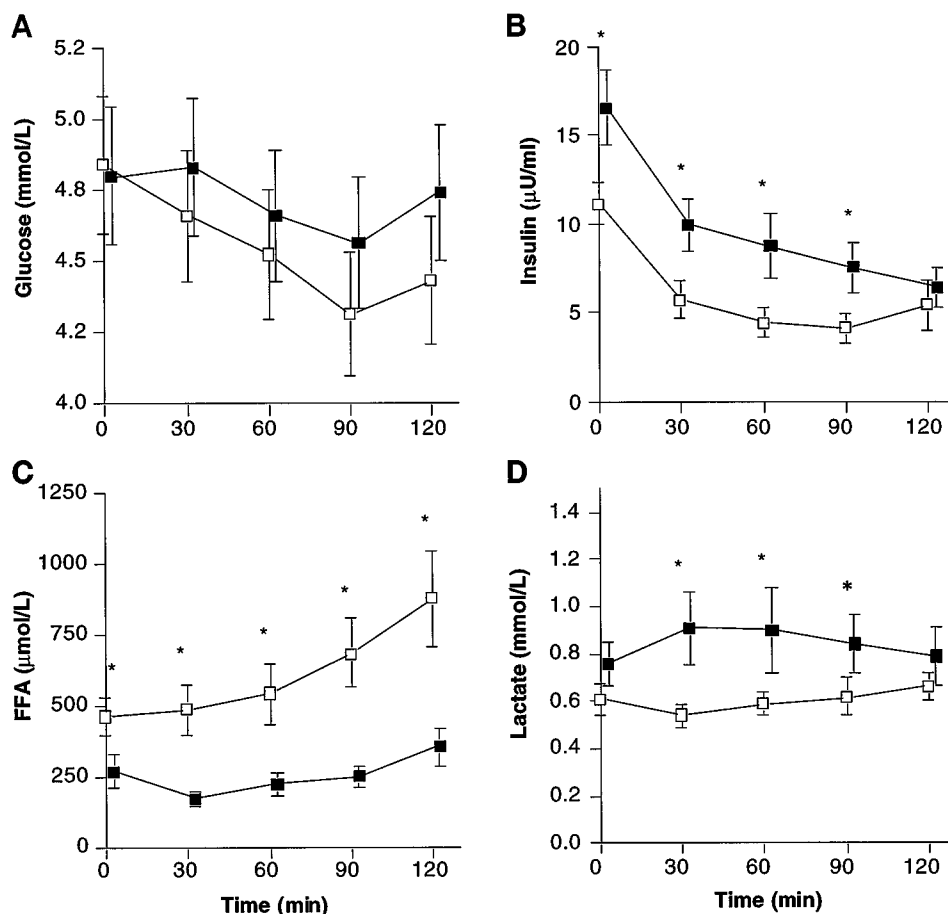 A
Glucose (mmol/L)
5.2
5.0
4.8
4.5
4.2
4.0
0 30 60 90 120
B
Insulin (μU/ml)
20
15
10
5
0
*
*
*
*
0 30 60 90 120
C
FFA (μmol/L)
1250
1000
750
500
250
0
*
*
*
*
*
0 30 60 90 120
Time (min)
D
Lactate (mmol/L)
1.4
1.2
1.0
0.8
0.6
0.4
0.2
0.0
*
*
*
0 30 60 90 120
Time (min)